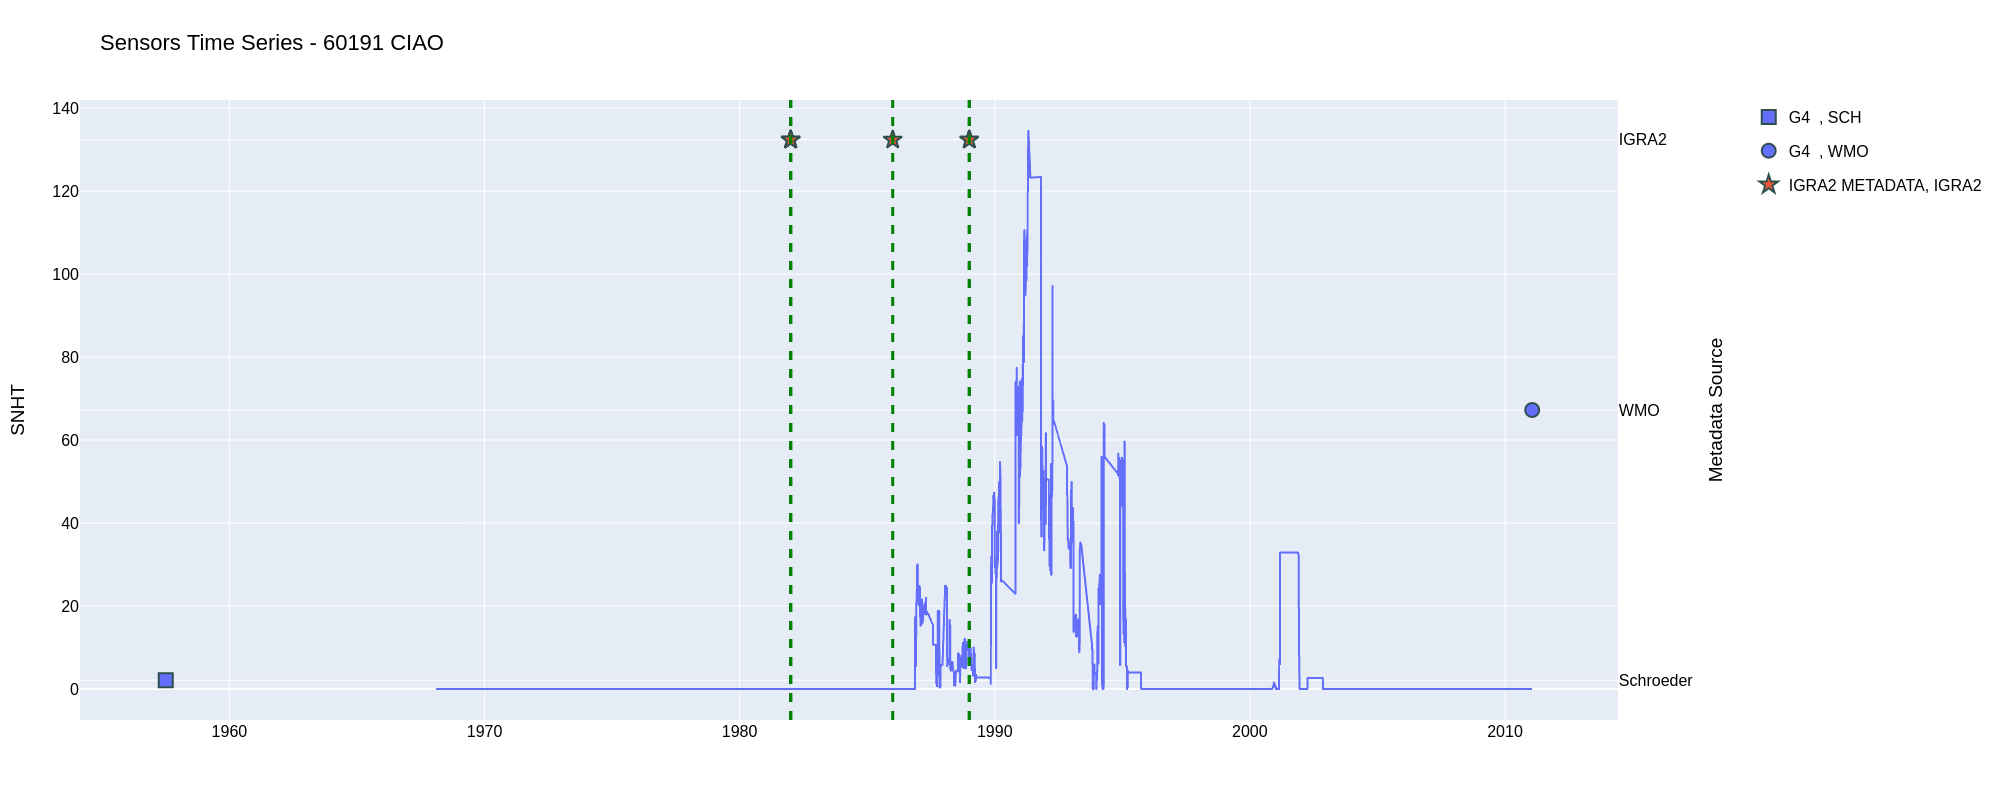 Sensors Time Series - 60191 CIAO
140
120
100
80
60
40
20
0
SNHT
1960
1970
1980
1990
2000
2010
IGRA2
WMO
Schroeder
Metadata Source
G4 , SCH
G4 , WMO
IGRA2 METADATA, IGRA2